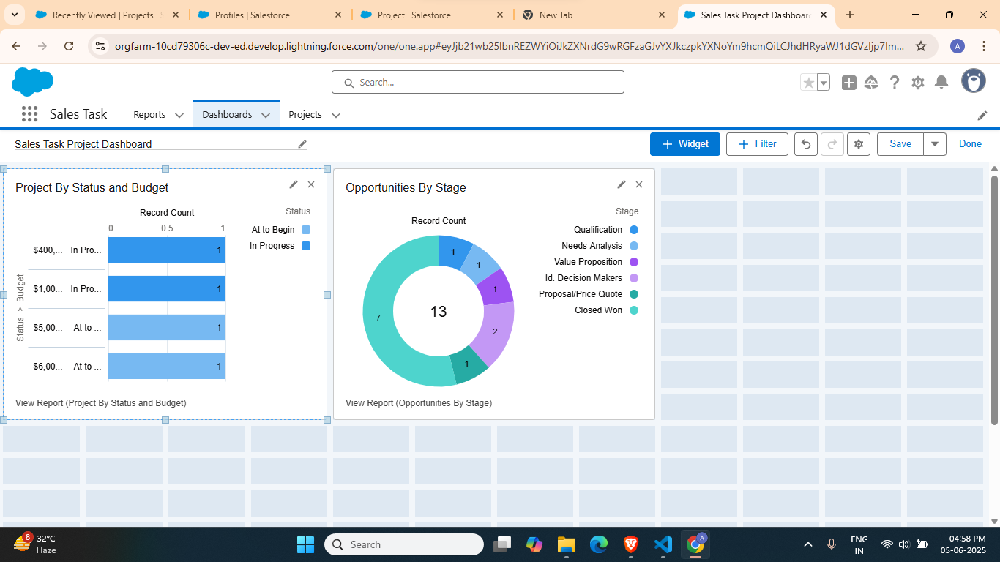 Recently Viewed | Projects | S
Profiles | Salesforce
Project | Salesforce
New Tab
Sales Task Project Dashboard
orgfarm-10cd79306c-dev-ed.develop.lightning.force.com/one/one.app#eyJjb21wb25lbnREZWYiOiJkZXNrdG9wRGFzaGJvYXJkczpkYXNoYm9hcmQiLCJhdHRyaWJ1dGVzIjp7Im...
A
Search...
Sales Task
Reports
Dashboards
Projects
Sales Task Project Dashboard
+ Widget
+ Filter
Save
Done
Project By Status and Budget
Record Count
0 0.5 1
Status > Budget
$400,... In Pro... 1
$1,00... In Pro... 1
$5,00... At to ... 1
$6,00... At to ... 1
Status
At to Begin
In Progress
View Report (Project By Status and Budget)
Opportunities By Stage
Record Count
1
1
1
2
1
7
13
Stage
Qualification
Needs Analysis
Value Proposition
Id. Decision Makers
Proposal/Price Quote
Closed Won
View Report (Opportunities By Stage)
8
32°C
Haze
Search
A
ENG
IN
04:58 PM
05-06-2025